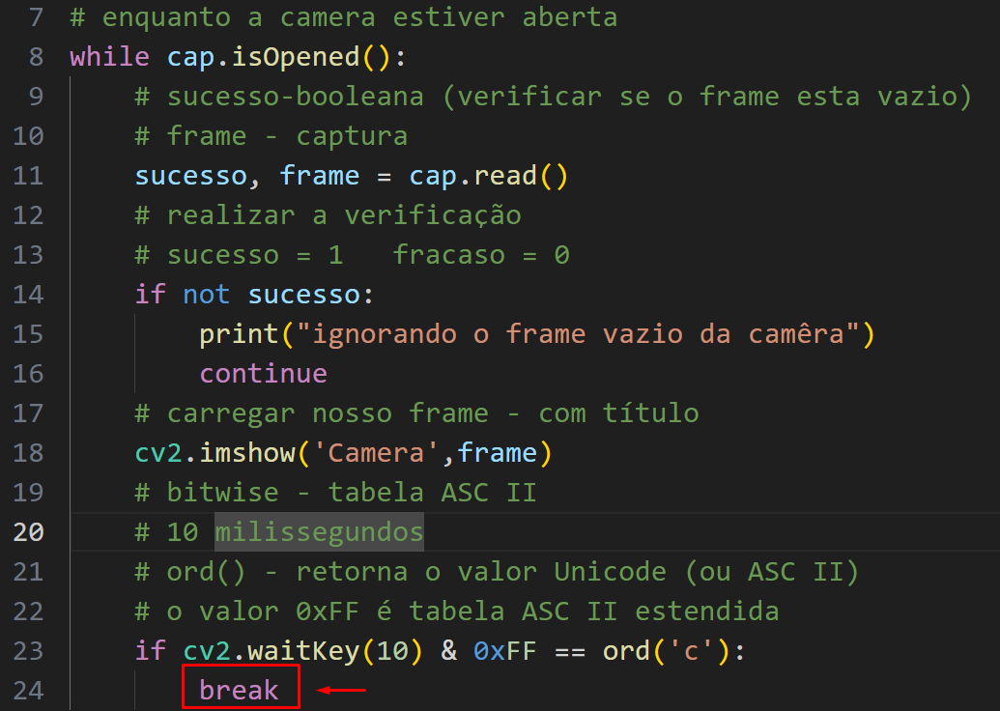 7 # enquanto a camera estiver aberta
8 while cap.isOpened():
9     # sucesso-booleana (verificar se o frame esta vazio)
10     # frame - captura
11     sucesso, frame = cap.read()
12     # realizar a verificação
13     # sucesso = 1   fracaso = 0
14     if not sucesso:
15         print("ignorando o frame vazio da camêra")
16         continue
17     # carregar nosso frame - com título
18     cv2.imshow('Camera',frame)
19     # bitwise - tabela ASC II
20     # 10 milissegundos
21     # ord() - retorna o valor Unicode (ou ASC II)
22     # o valor 0xFF é tabela ASC II estendida
23     if cv2.waitKey(10) & 0xFF == ord('c'):
24         break